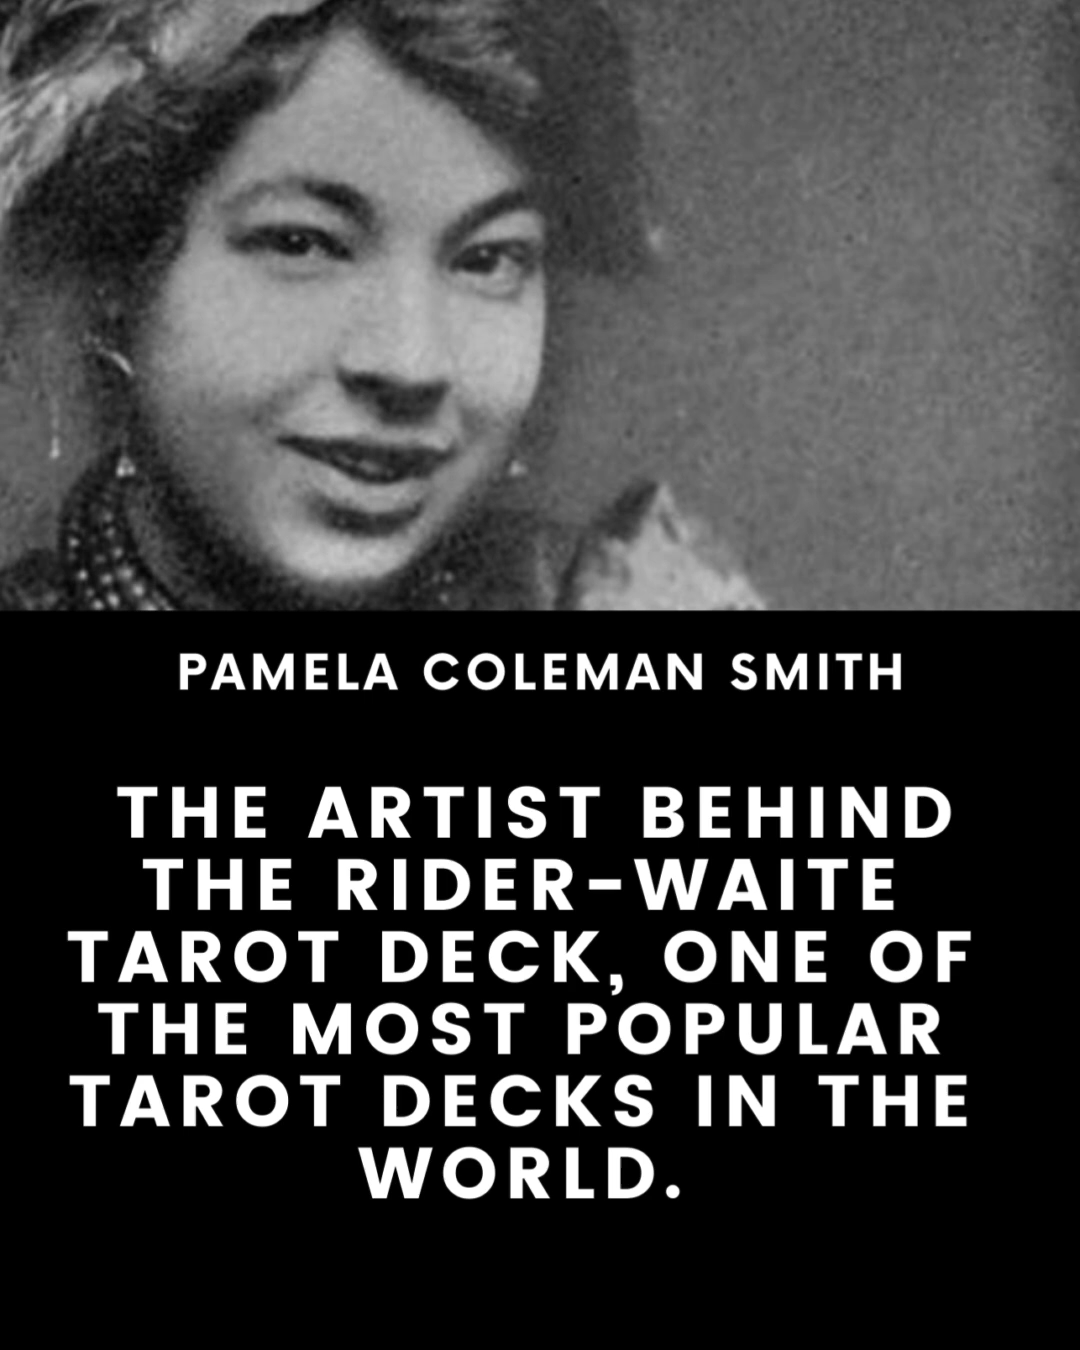 PAMELA COLEMAN SMITH
THE ARTIST BEHIND
THE RIDER-WAITE
TAROT DECK, ONE OF
THE MOST POPULAR
TAROT DECKS IN THE
WORLD.